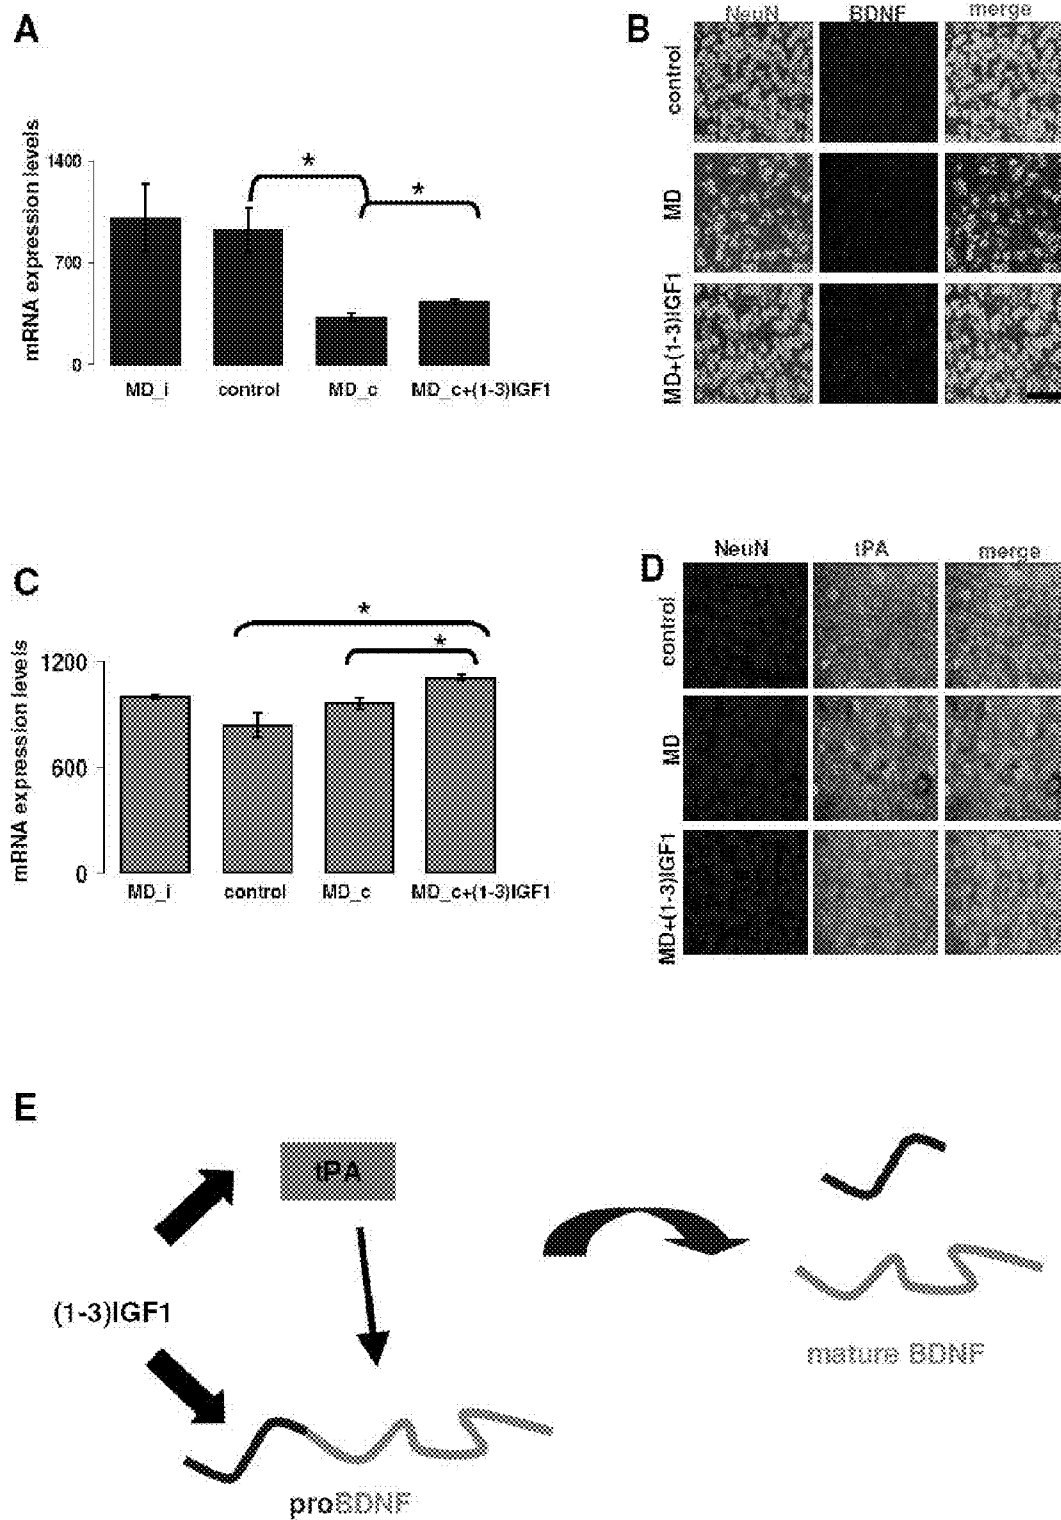 A
mRNA expression levels
1400
700
0
*
*
MD_i
control
MD_c
MD_c+(1-3)IGF1
B
NeuN
BDNF
merge
control
MD
MD+(1-3)IGF1
C
mRNA expression levels
1200
600
0
*
*
MD_i
control
MD_c
MD_c+(1-3)IGF1
D
NeuN
tPA
merge
control
MD
MD+(1-3)IGF1
E
tPA
(1-3)IGF1
mature BDNF
proBDNF